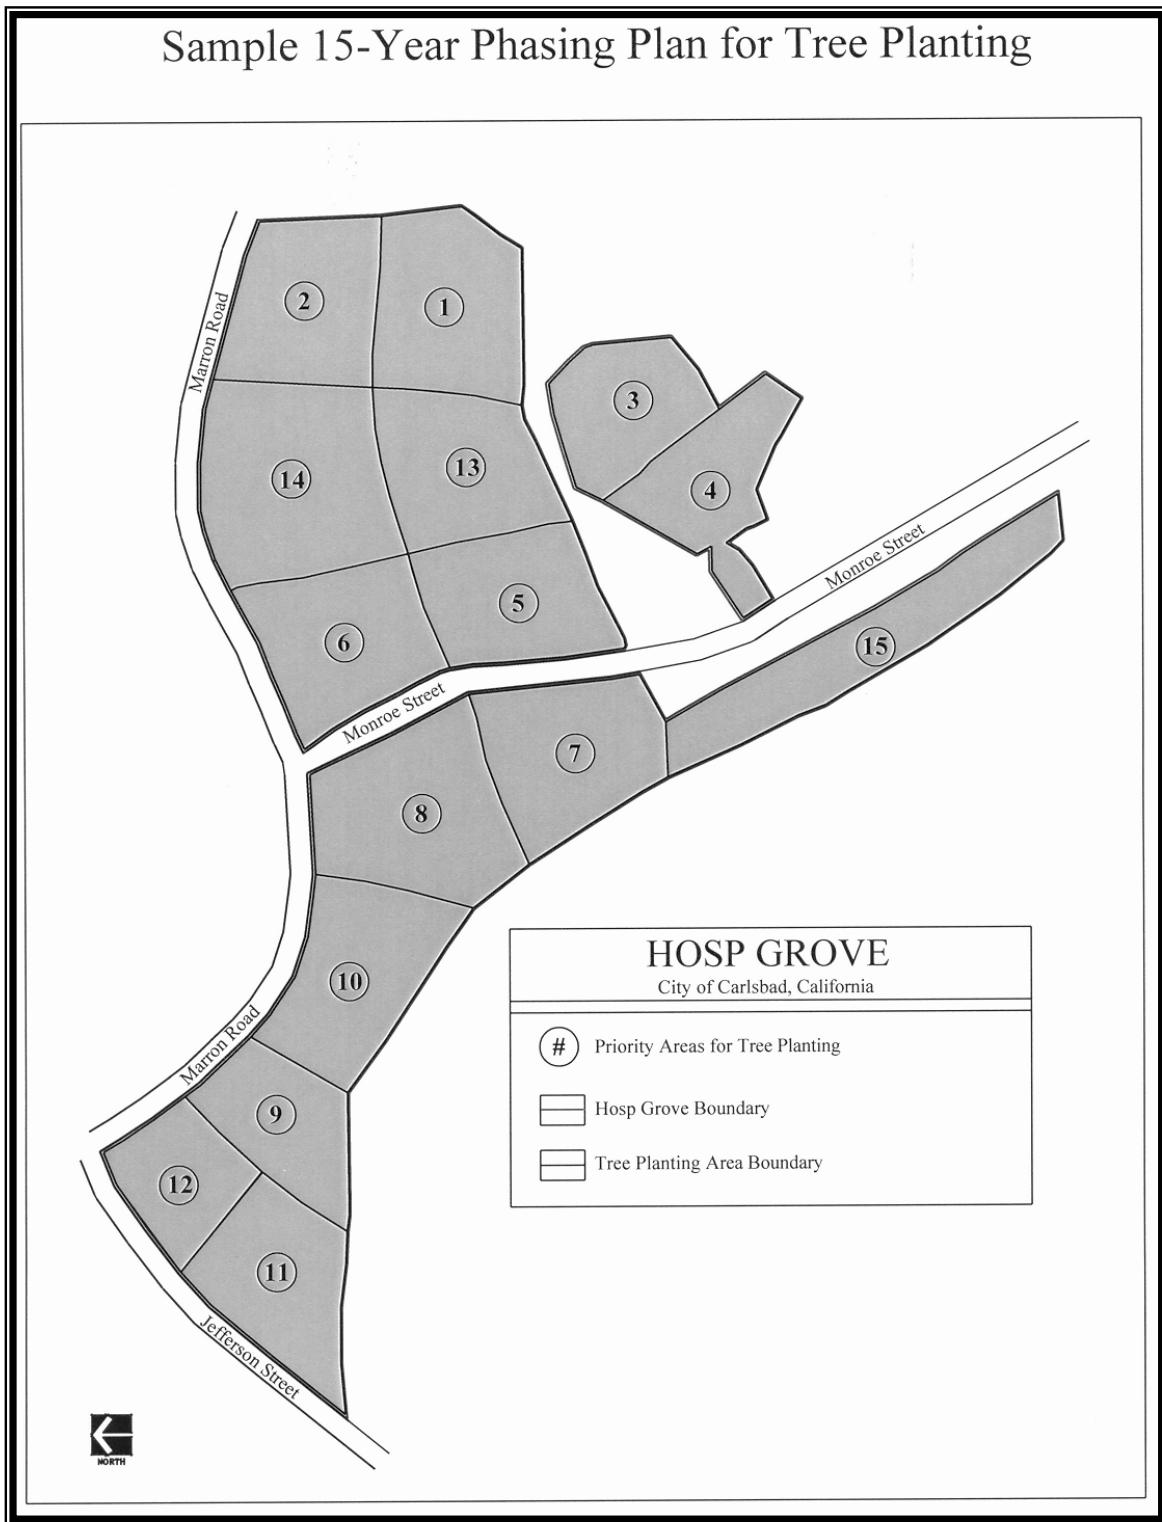 Sample 15-Year Phasing Plan for Tree Planting
2
1
Marron Road
3
14
13
4
Monroe Street
5
6
15
Monroe Street
7
8
HOSP GROVE
City of Carlsbad, California
10
# Priority Areas for Tree Planting
Marron Road
9
Hosp Grove Boundary
12
Tree Planting Area Boundary
11
Jefferson Street
NORTH